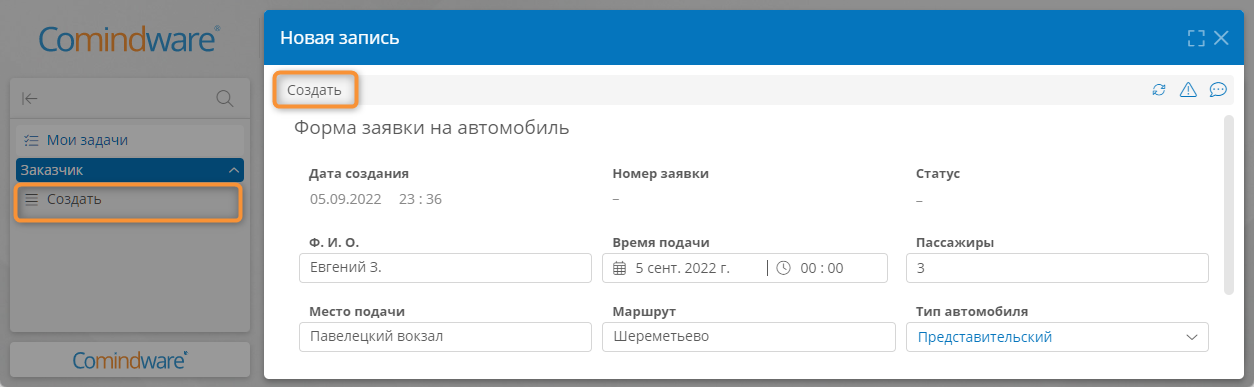 Comindware®
Мои задачи
Заказчик
Создать
Comindware®
Новая запись
Создать
Форма заявки на автомобиль
Дата создания Номер заявки Статус
05.09.2022 23 : 36 – –
Ф. И. О. Время подачи Пассажиры
Евгений З. 5 сент. 2022 г. 00 : 00 3
Место подачи Маршрут Тип автомобиля
Павелецкий вокзал Шереметьево Представительский